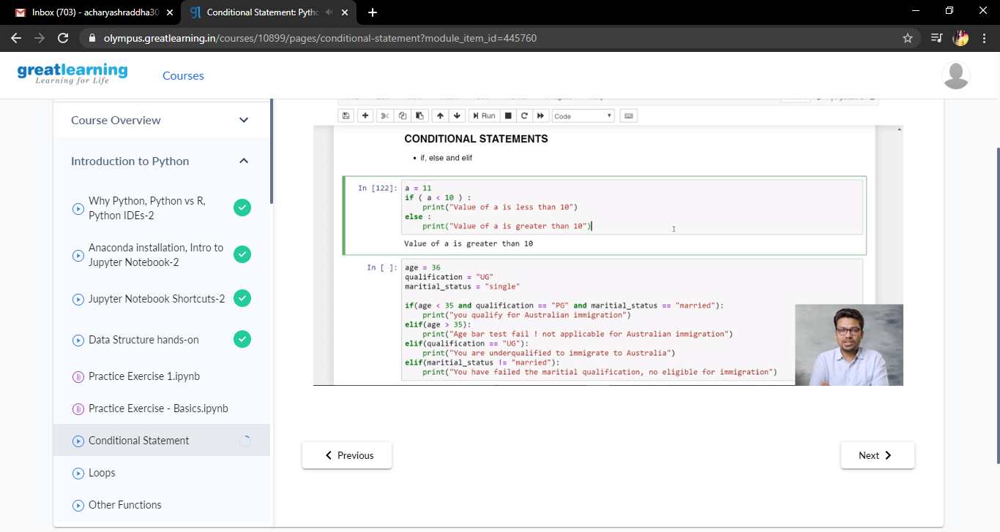 Inbox (703) - acharyashraddha30
Conditional Statement: Pytho
olympus.greatlearning.in/courses/10899/pages/conditional-statement?module_item_id=445760
greatlearning
Learning for Life
Courses
Course Overview
Introduction to Python
Why Python, Python vs R,
Python IDEs-2
Anaconda installation, Intro to
Jupyter Notebook-2
Jupyter Notebook Shortcuts-2
Data Structure hands-on
Practice Exercise 1.ipynb
Practice Exercise - Basics.ipynb
Conditional Statement
Loops
Other Functions
Run
Code
CONDITIONAL STATEMENTS
• if, else and elif
In [122]: a = 11
if ( a < 10 ) :
print("Value of a is less than 10")
else :
print("Value of a is greater than 10")
Value of a is greater than 10
In [ ]: age = 36
qualification = "UG"
maritial_status = "single"
if(age < 35 and qualification == "PG" and maritial_status == "married"):
print("you qualify for Australian immigration")
elif(age > 35):
print("Age bar test fail ! not applicable for Australian immigration")
elif(qualification == "UG"):
print("You are underqualified to immigrate to Australia")
elif(maritial_status != "married"):
print("You have failed the maritial qualification, no eligible for immigration")
Previous
Next